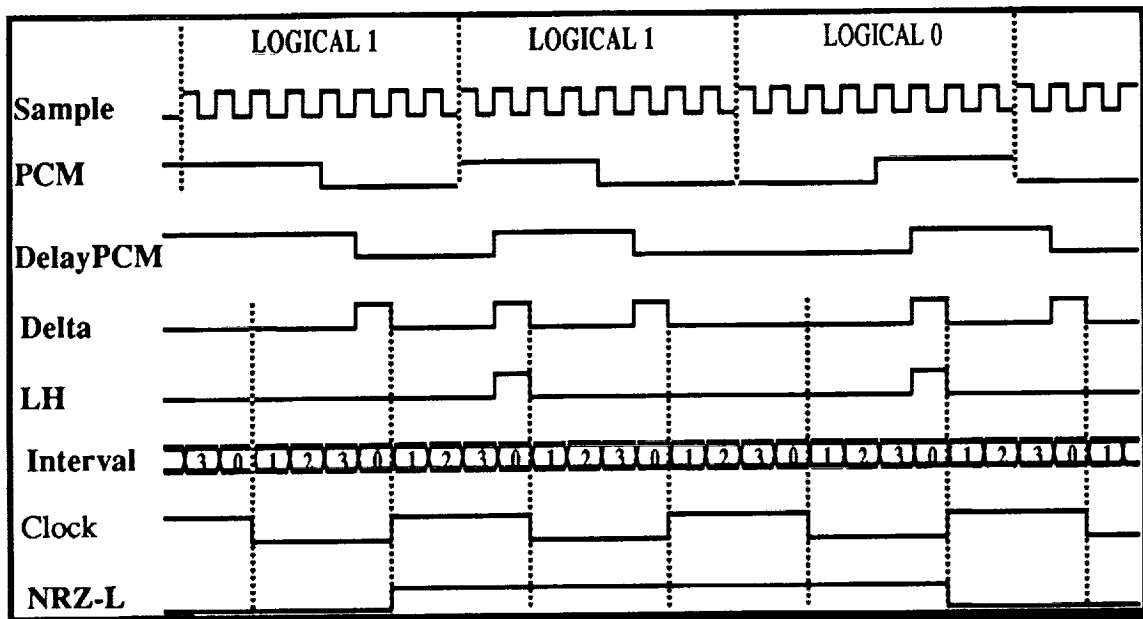 LOGICAL 1 LOGICAL 1 LOGICAL 0
Sample
PCM
DelayPCM
Delta
LH
Interval 3 0 1 2 3 0 1 2 3 0 1 2 3 0 1 2 3 0 1 2 3 0 1 2 3 0 1
Clock
NRZ-L